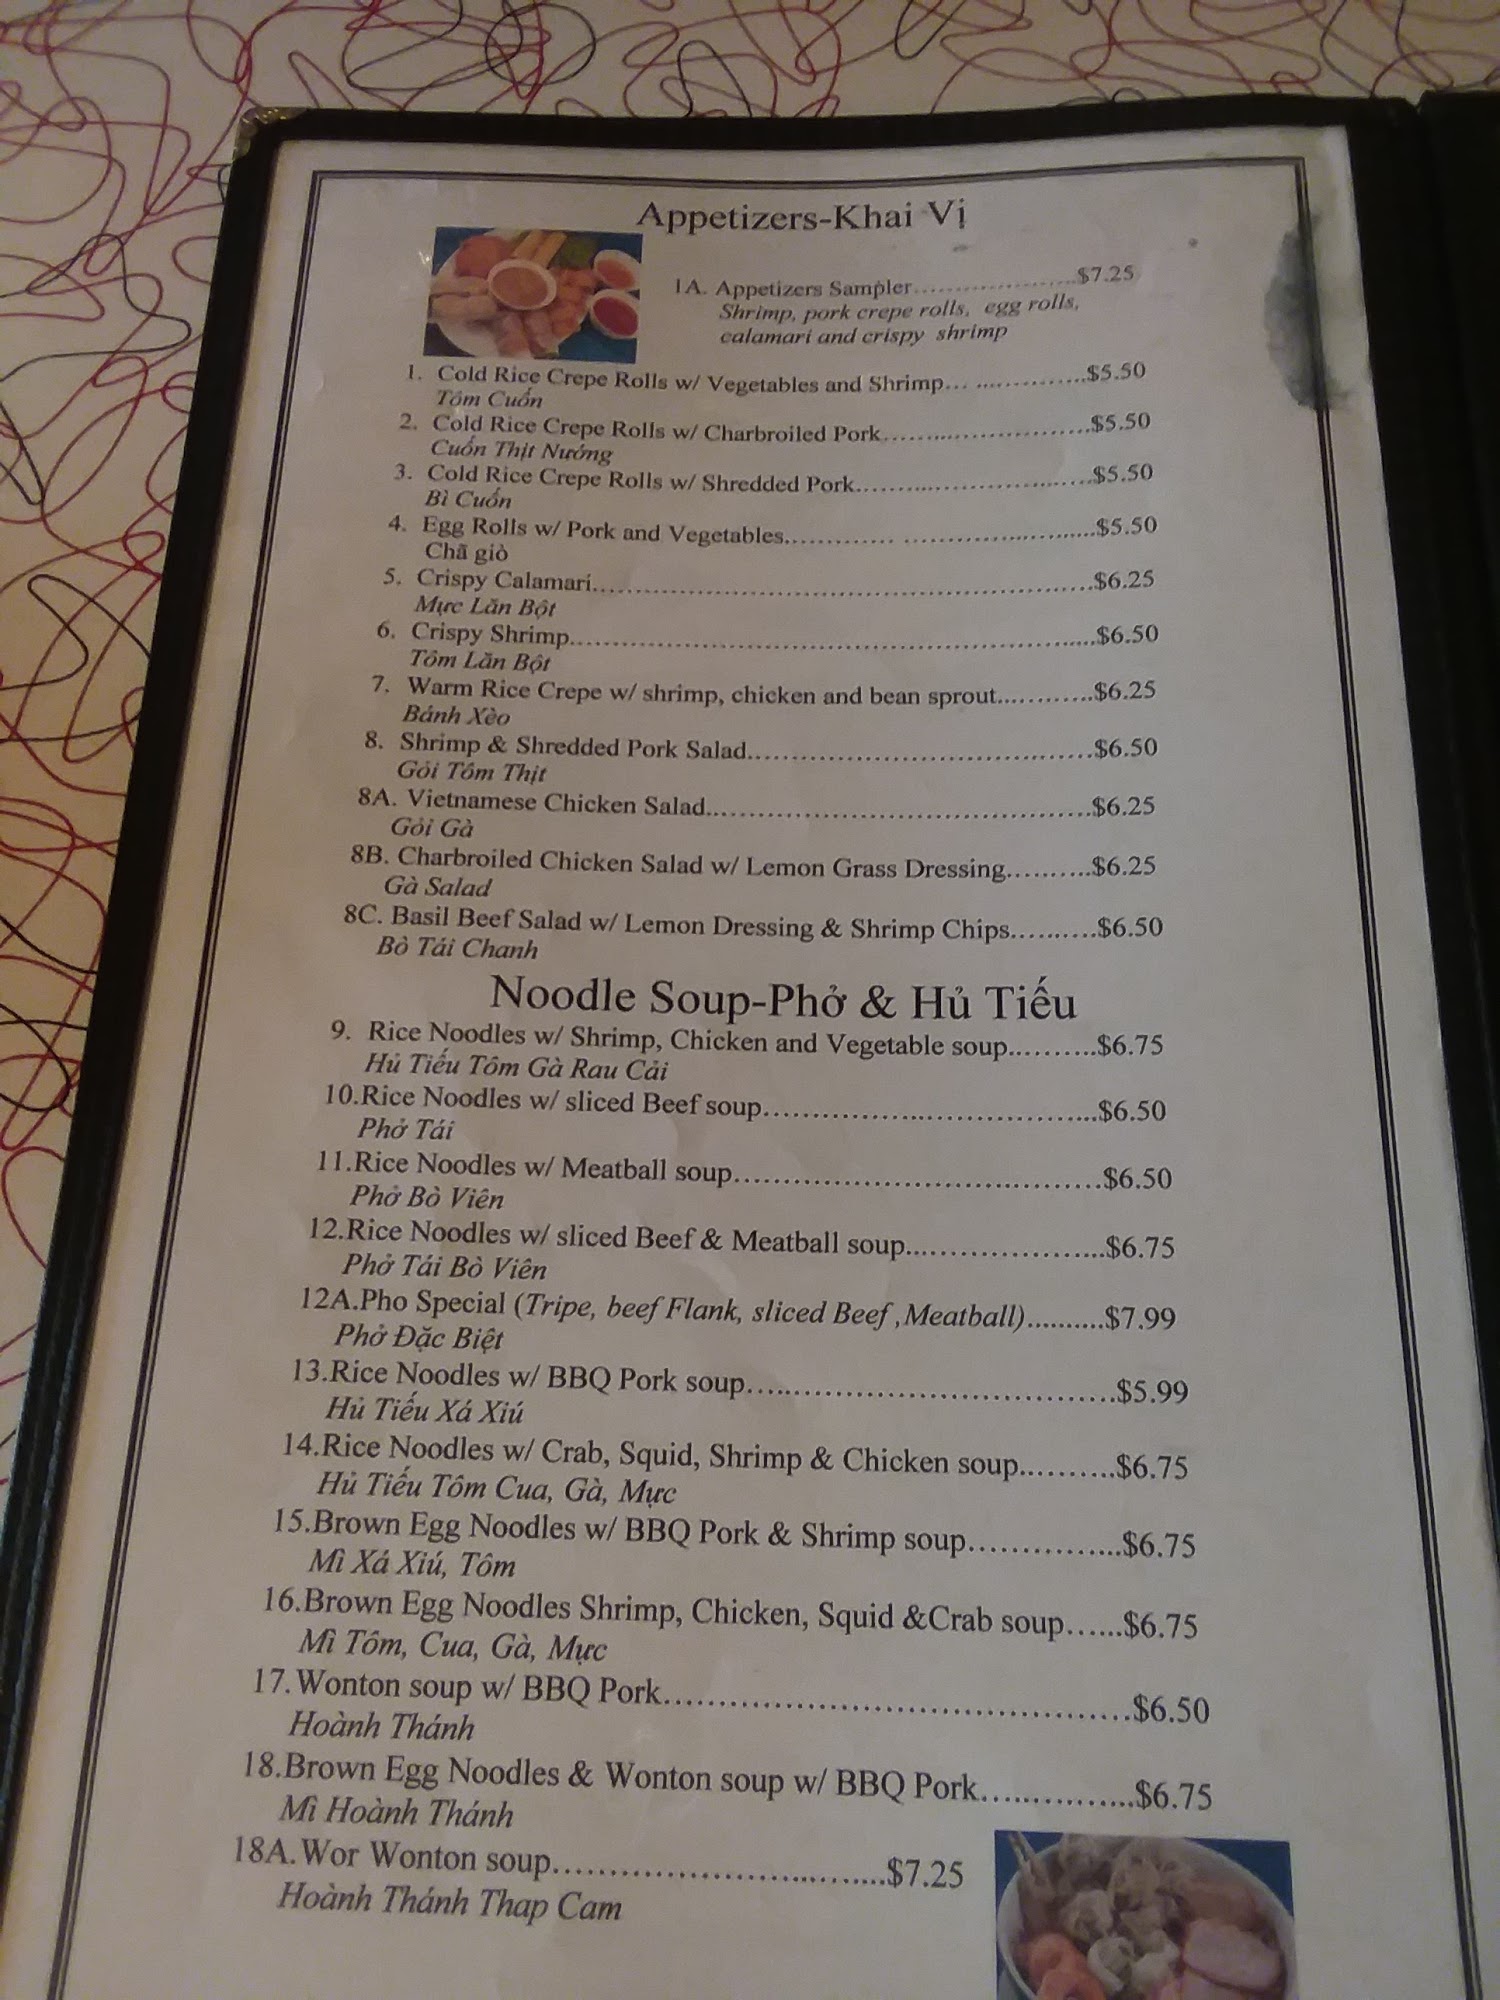 Appetizers-Khai Vị
1A. Appetizers Sampler.....................$7.25
Shrimp, pork crepe rolls, egg rolls,
calamari and crispy shrimp
1. Cold Rice Crepe Rolls w/ Vegetables and Shrimp... ..............$5.50
Tôm Cuốn
2. Cold Rice Crepe Rolls w/ Charbroiled Pork..........................$5.50
Cuốn Thịt Nướng
3. Cold Rice Crepe Rolls w/ Shredded Pork.............................$5.50
Bì Cuốn
4. Egg Rolls w/ Pork and Vegetables............. ........................$5.50
Chã giò
5. Crispy Calamari................................................................$6.25
Mực Lăn Bột
6. Crispy Shrimp...................................................................$6.50
Tôm Lăn Bột
7. Warm Rice Crepe w/ shrimp, chicken and bean sprout............$6.25
Bánh Xèo
8. Shrimp & Shredded Pork Salad...........................................$6.50
Gỏi Tôm Thịt
8A. Vietnamese Chicken Salad................................................$6.25
Gỏi Gà
8B. Charbroiled Chicken Salad w/ Lemon Grass Dressing...........$6.25
Gà Salad
8C. Basil Beef Salad w/ Lemon Dressing & Shrimp Chips...........$6.50
Bò Tái Chanh
Noodle Soup-Phở & Hủ Tiếu
9. Rice Noodles w/ Shrimp, Chicken and Vegetable soup...........$6.75
Hủ Tiếu Tôm Gà Rau Cải
10.Rice Noodles w/ sliced Beef soup.......................................$6.50
Phở Tái
11.Rice Noodles w/ Meatball soup..........................................$6.50
Phở Bò Viên
12.Rice Noodles w/ sliced Beef & Meatball soup.......................$6.75
Phở Tái Bò Viên
12A.Pho Special (Tripe, beef Flank, sliced Beef ,Meatball)..........$7.99
Phở Đặc Biệt
13.Rice Noodles w/ BBQ Pork soup.........................................$5.99
Hủ Tiếu Xá Xiú
14.Rice Noodles w/ Crab, Squid, Shrimp & Chicken soup...........$6.75
Hủ Tiếu Tôm Cua, Gà, Mực
15.Brown Egg Noodles w/ BBQ Pork & Shrimp soup.................$6.75
Mì Xá Xiú, Tôm
16.Brown Egg Noodles Shrimp, Chicken, Squid &Crab soup......$6.75
Mì Tôm, Cua, Gà, Mực
17.Wonton soup w/ BBQ Pork...............................................$6.50
Hoành Thánh
18.Brown Egg Noodles & Wonton soup w/ BBQ Pork................$6.75
Mì Hoành Thánh
18A.Wor Wonton soup..................................$7.25
Hoành Thánh Thap Cam